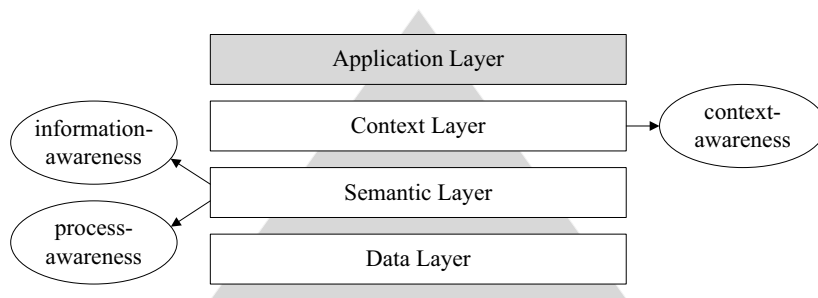 Application Layer
Context Layer
context-
awareness
information-
awareness
Semantic Layer
process-
awareness
Data Layer